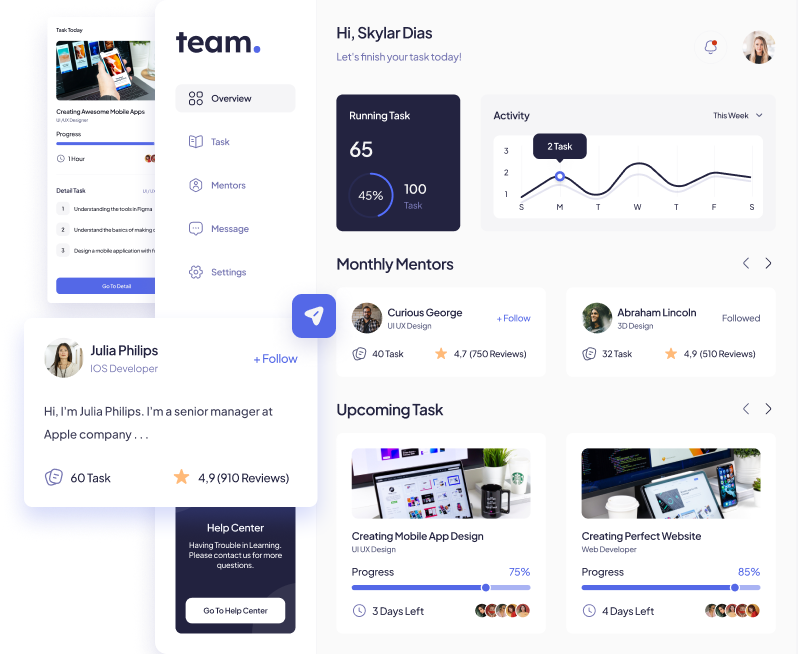 Task Today
Creating Awesome Mobile Apps
UI UX Designer
Progress
1 Hour
Detail Task
UI UX
1 Understanding the tools in Figma
2 Understand the basics of making
3 Design a mobile application with
Go To Detail
team.
Overview
Task
Mentors
Message
Settings
Julia Philips
IOS Developer
+ Follow
Hi, I'm Julia Philips. I'm a senior manager at
Apple company . . .
60 Task
4,9 (910 Reviews)
Help Center
Having Trouble in Learning.
Please contact us for more
questions.
Go To Help Center
Hi, Skylar Dias
Let's finish your task today!
Running Task
65
45%
100
Task
Activity
This Week
2 Task
3
2
1
S M T W T F S
Monthly Mentors
Curious George
UI UX Design
+ Follow
40 Task
4,7 (750 Reviews)
Abraham Lincoln
3D Design
Followed
32 Task
4,9 (510 Reviews)
Upcoming Task
Creating Mobile App Design
UI UX Design
Progress
75%
3 Days Left
Creating Perfect Website
Web Developer
Progress
85%
4 Days Left